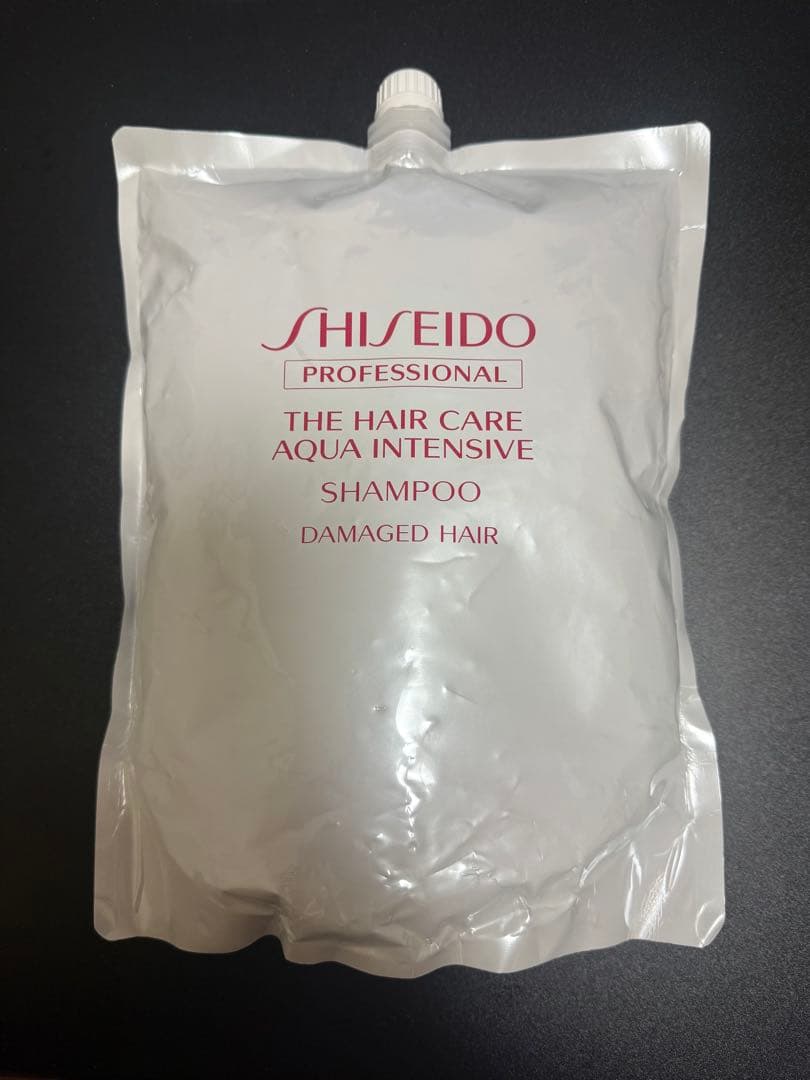 SHISEIDO
PROFESSIONAL
THE HAIR CARE
AQUA INTENSIVE
SHAMPOO
DAMAGED HAIR